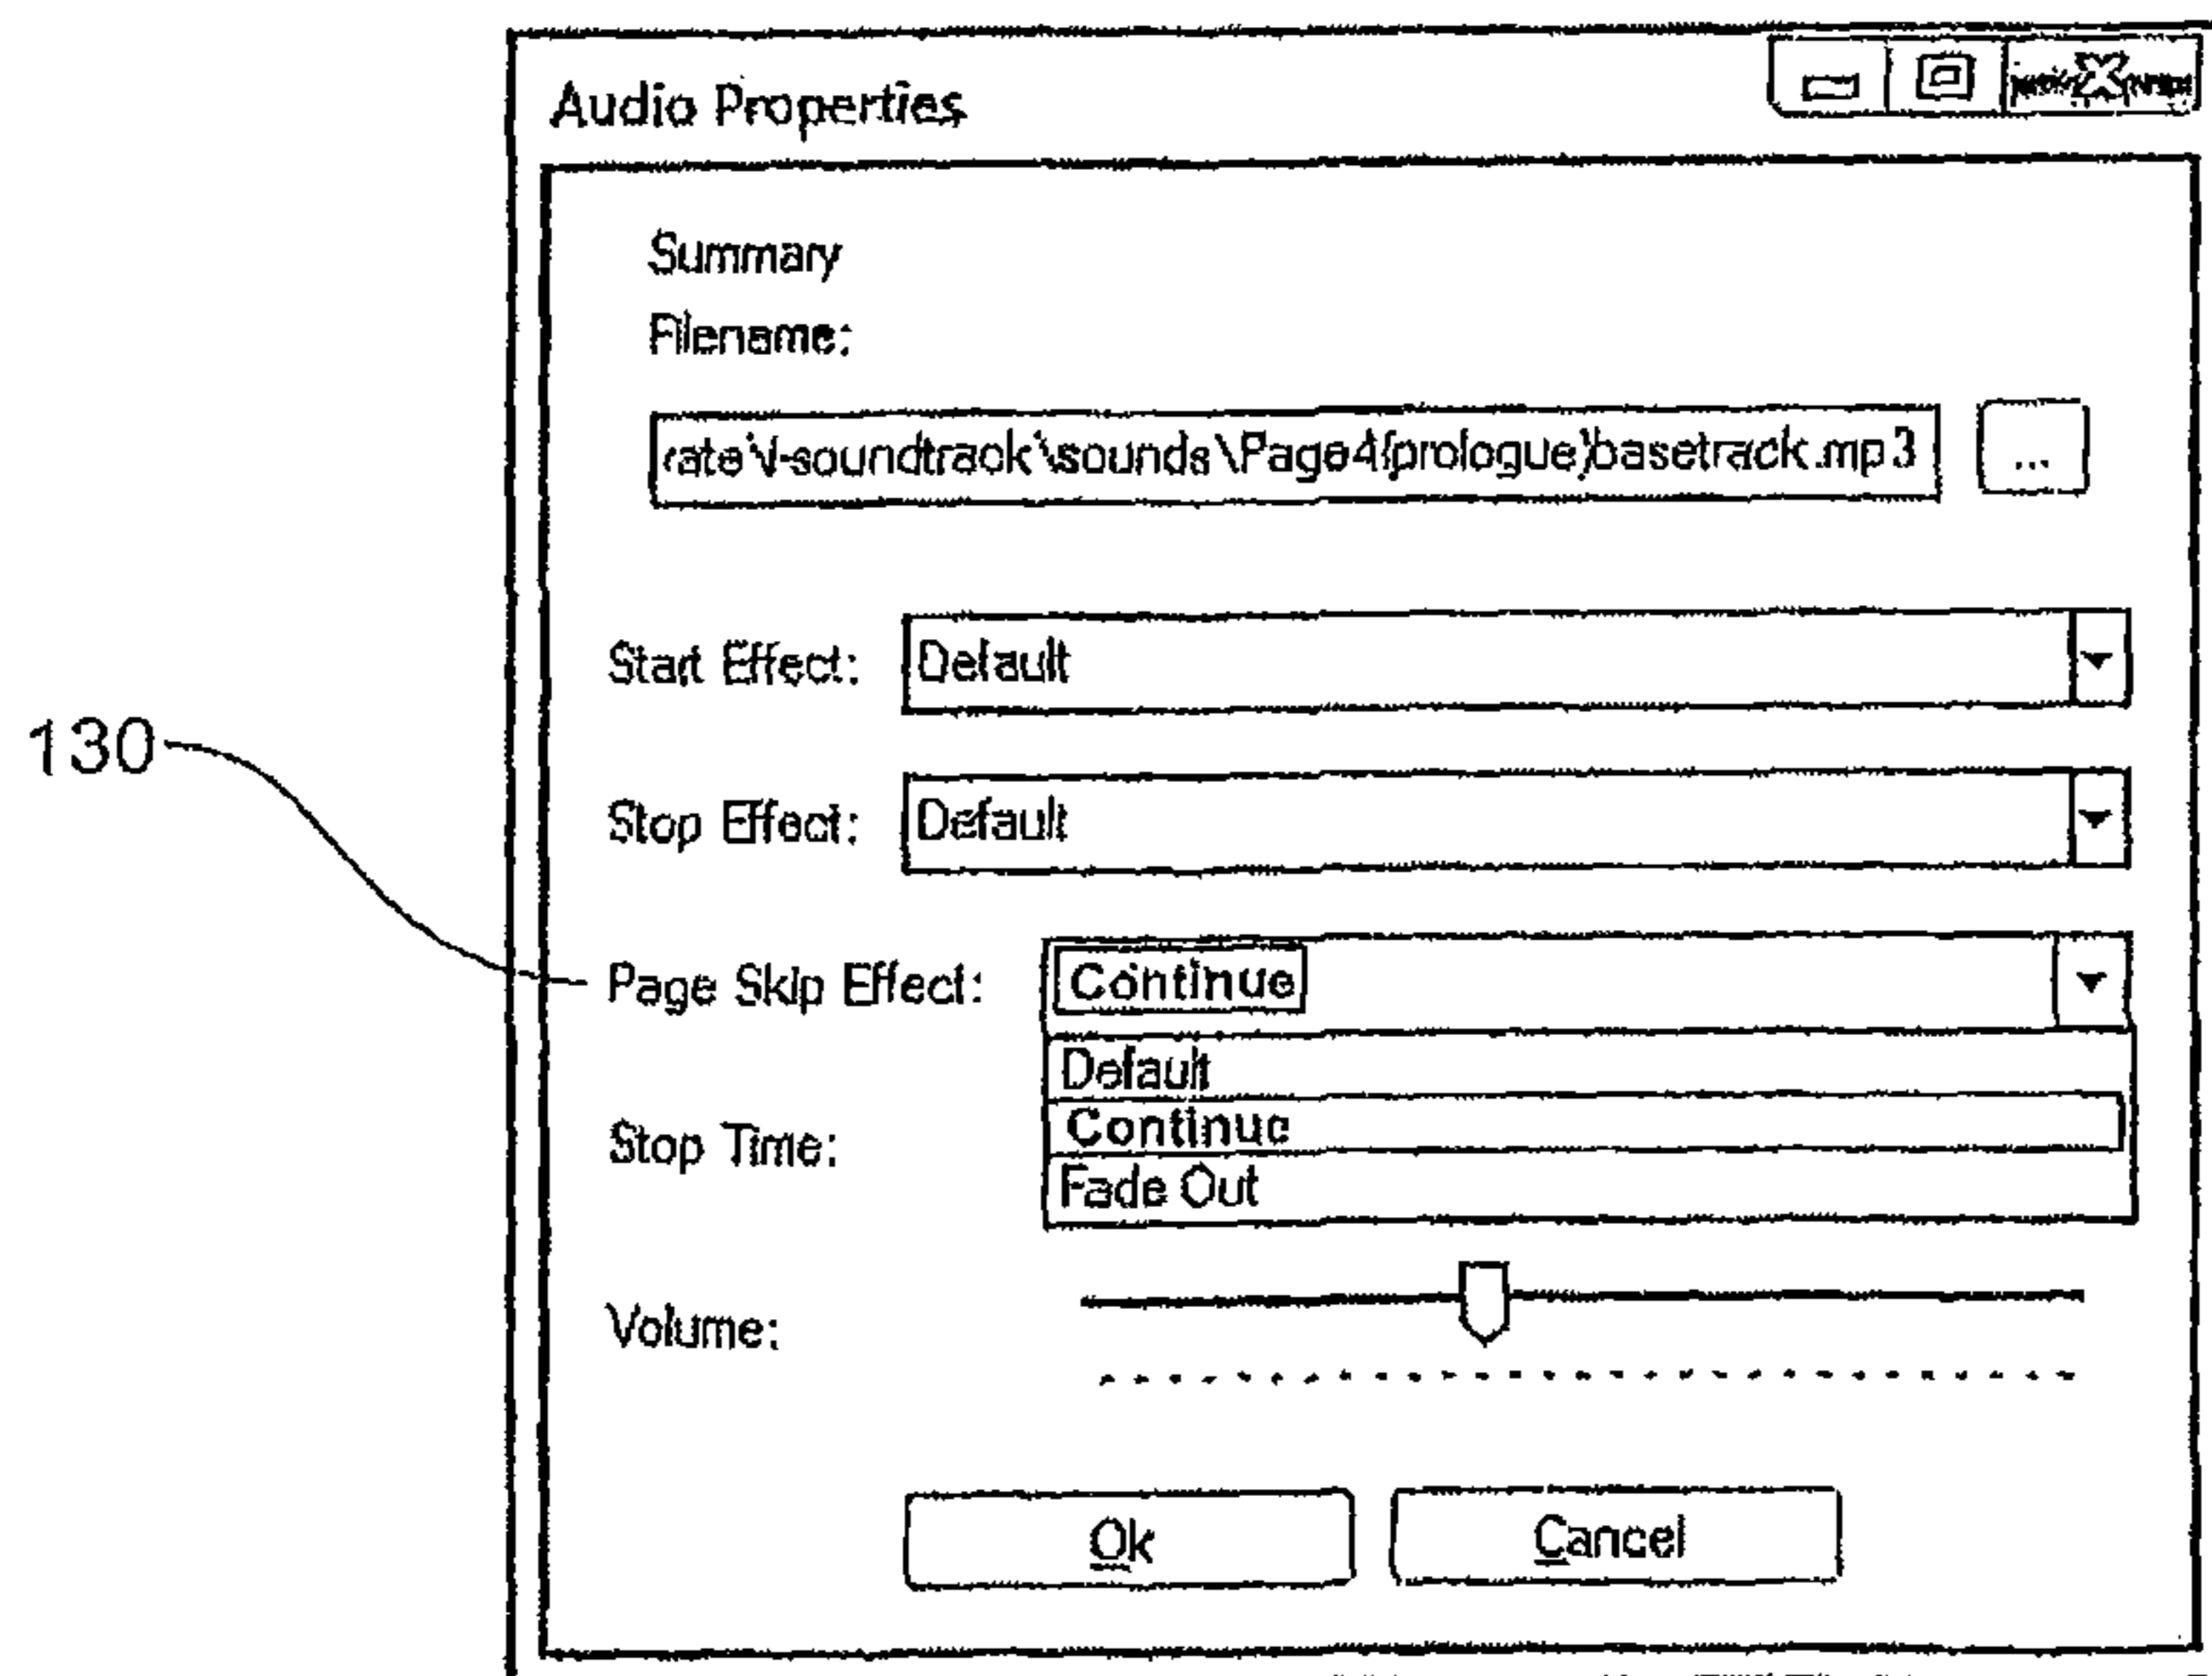 Audio Properties
Summary
Filename:
rate\/-soundtrack\sounds\Page4(prologue)basetrack.mp3 ...
Start Effect: Default
Stop Effect: Default
130
Page Skip Effect: Continue
Default
Continue
Stop Time:
Fade Out
Volume:
Ok Cancel